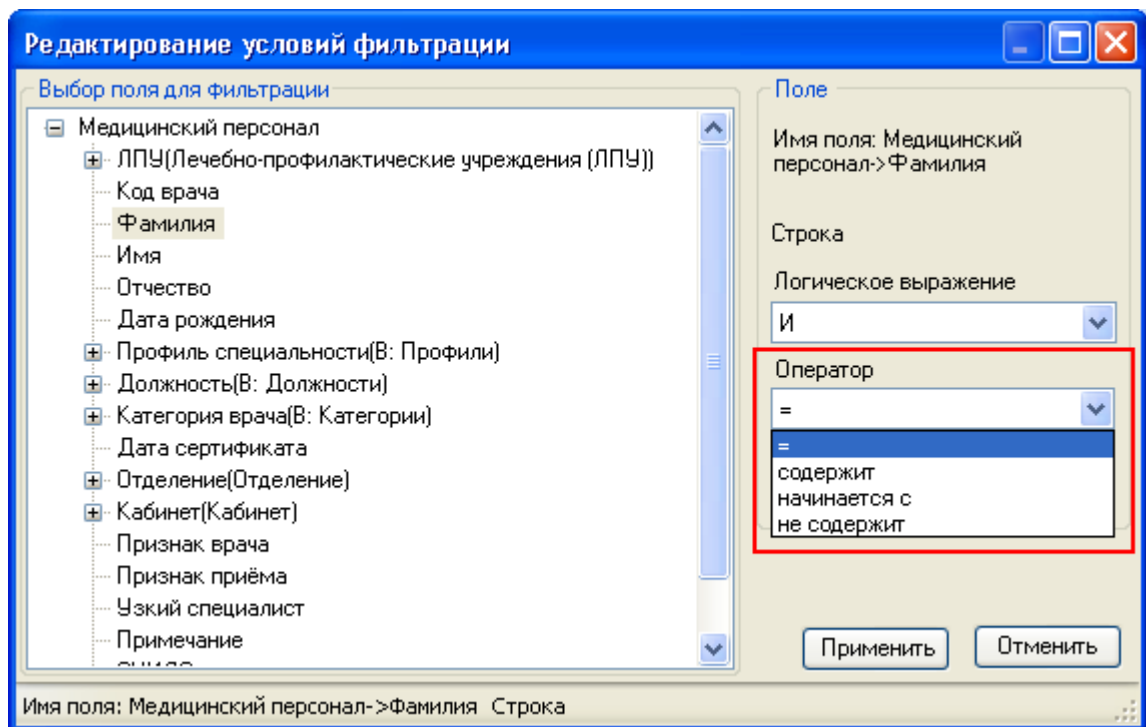 Редактирование условий фильтрации
Выбор поля для фильтрации
Медицинский персонал
ЛПУ(Лечебно-профилактические учреждения (ЛПУ))
Код врача
Фамилия
Имя
Отчество
Дата рождения
Профиль специальности(В: Профили)
Должность(В: Должности)
Категория врача(В: Категории)
Дата сертификата
Отделение(Отделение)
Кабинет(Кабинет)
Признак врача
Признак приёма
Узкий специалист
Примечание
Поле
Имя поля: Медицинский
персонал->Фамилия
Строка
Логическое выражение
И
Оператор
=
=
содержит
начинается с
не содержит
Применить
Отменить
Имя поля: Медицинский персонал->Фамилия Строка